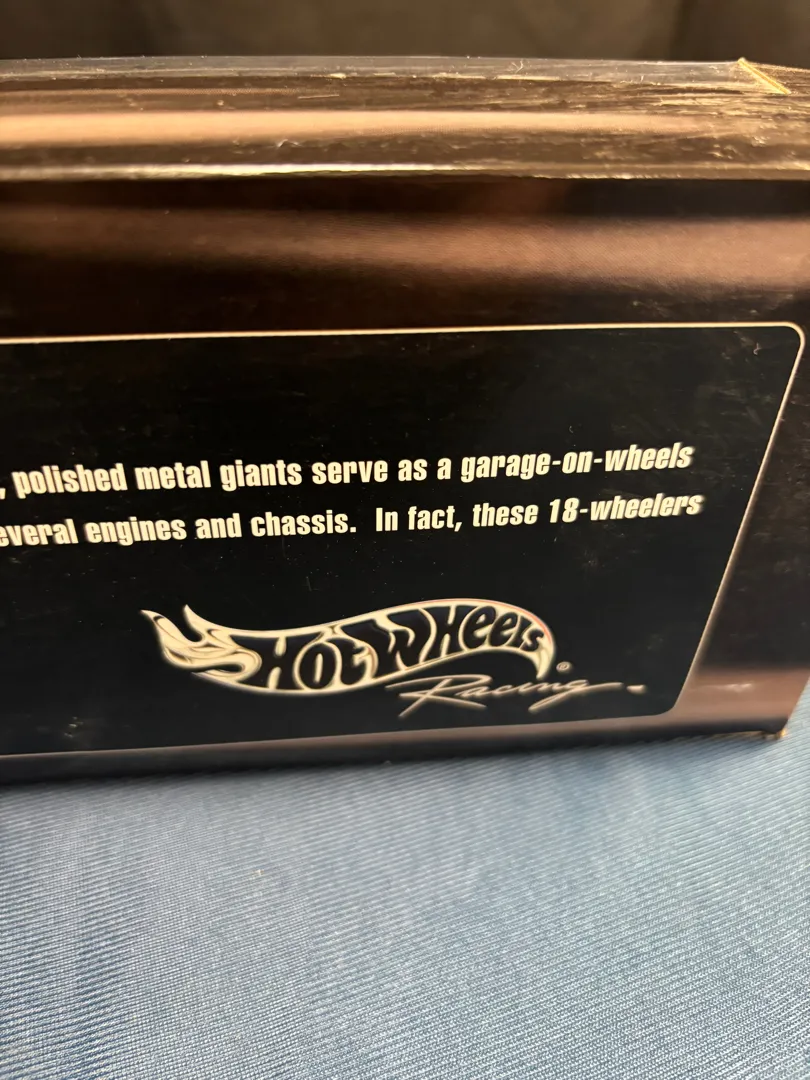 , polished metal giants serve as a garage-on-wheels
everal engines and chassis. In fact, these 18-wheelers
Hot Wheels
©
Racing